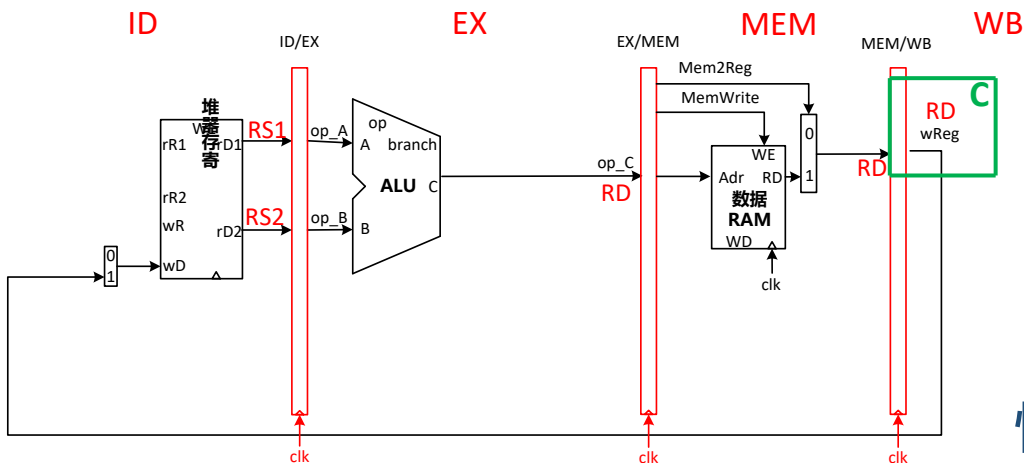 ID
EX
MEM
WB
ID/EX
EX/MEM
MEM/WB
Mem2Reg
MemWrite
C
RD
wReg
堆
器
存
寄
W
rR1
rD1
RS1
op_A
op
A
branch
0
1
WE
rR2
ALU
C
op_C
RD
Adr
RD
RD
数据
RAM
wR
rD2
RS2
op_B
B
WD
0
1
wD
clk
clk
clk
clk